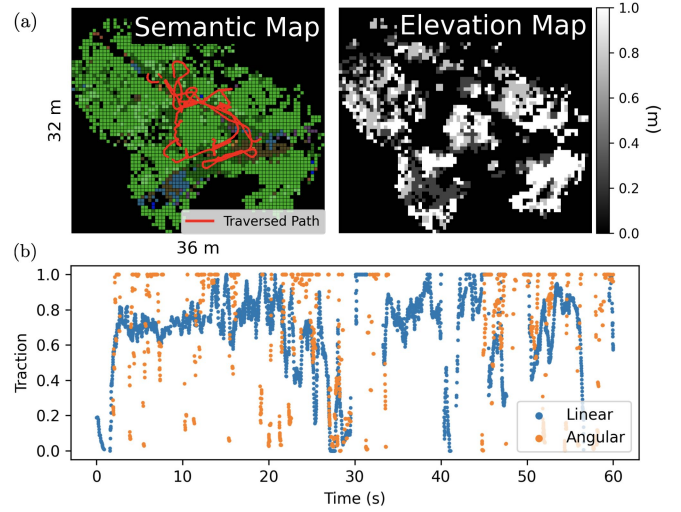 (a)
Semantic Map
Elevation Map
32 m
Traversed Path
36 m
1.0
0.8
0.6
0.4
0.2
0.0
(m)
(b)
1.0
0.8
0.6
0.4
0.2
0.0
Traction
Linear
Angular
0
10
20
30
40
50
60
Time (s)